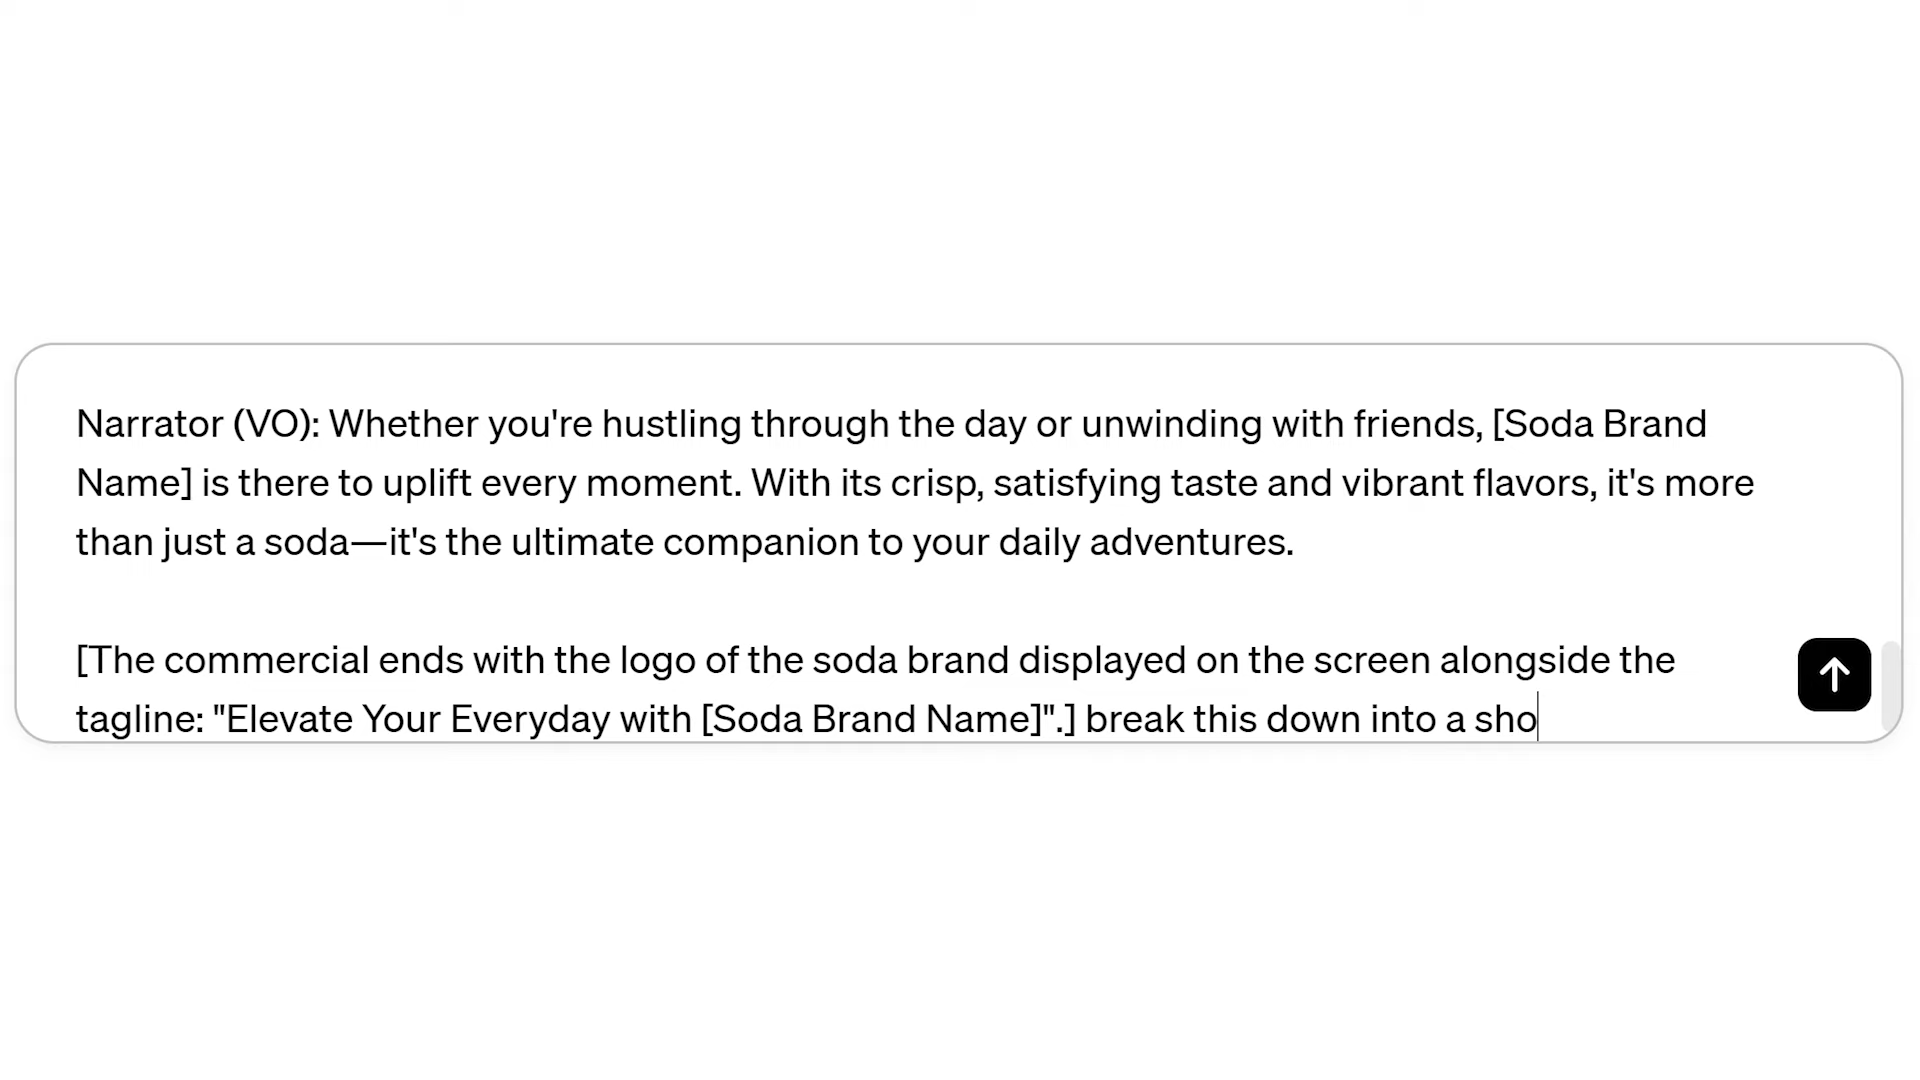 Narrator (VO): Whether you're hustling through the day or unwinding with friends, [Soda Brand
Name] is there to uplift every moment. With its crisp, satisfying taste and vibrant flavors, it's more
than just a soda—it's the ultimate companion to your daily adventures.
[The commercial ends with the logo of the soda brand displayed on the screen alongside the
tagline: "Elevate Your Everyday with [Soda Brand Name]".] break this down into a sho